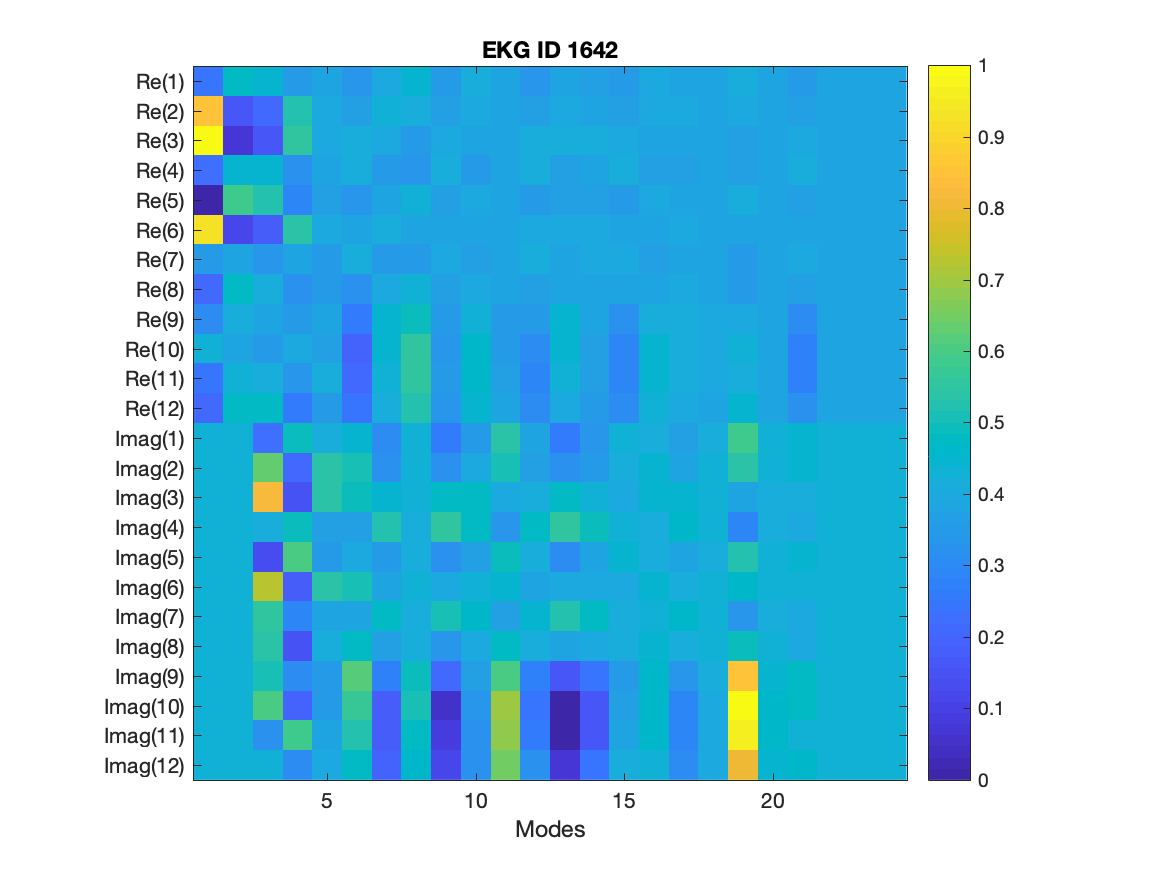 EKG ID 1642
Re(1)
Re(2)
Re(3)
Re(4)
Re(5)
Re(6)
Re(7)
Re(8)
Re(9)
Re(10)
Re(11)
Re(12)
Imag(1)
Imag(2)
Imag(3)
Imag(4)
Imag(5)
Imag(6)
Imag(7)
Imag(8)
Imag(9)
Imag(10)
Imag(11)
Imag(12)
5 10 15 20
Modes
1
0.9
0.8
0.7
0.6
0.5
0.4
0.3
0.2
0.1
0